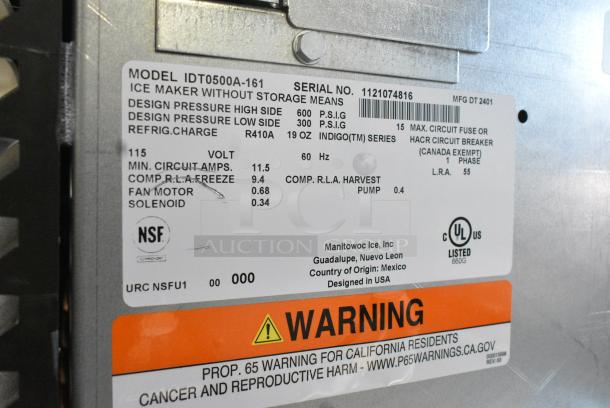 MODEL IDT0500A-161 SERIAL NO. 1121074816 MFG DT 2401
ICE MAKER WITHOUT STORAGE MEANS
DESIGN PRESSURE HIGH SIDE 600 P.S.I.G
DESIGN PRESSURE LOW SIDE 300 P.S.I.G 15 MAX. CIRCUIT FUSE OR
REFRIG.CHARGE R410A 19 OZ INDIGO(TM) SERIES HACR CIRCUIT BREAKER
(CANADA EXEMPT)
115 VOLT 60 Hz 1 PHASE
MIN. CIRCUIT AMPS. 11.5 L.R.A. 55
COMP.R.L.A.FREEZE 9.4 COMP. R.L.A. HARVEST
FAN MOTOR 0.68 PUMP 0.4
SOLENOID 0.34
PCI
AUCTION GROUP
NSF
C UL US
LISTED
Manitowoc Ice, Inc
Guadalupe, Nuevo Leon
Country of Origin: Mexico
Designed in USA
URC NSFU1 00 000
WARNING
PROP. 65 WARNING FOR CALIFORNIA RESIDENTS
CANCER AND REPRODUCTIVE HARM - WWW.P65WARNINGS.CA.GOV